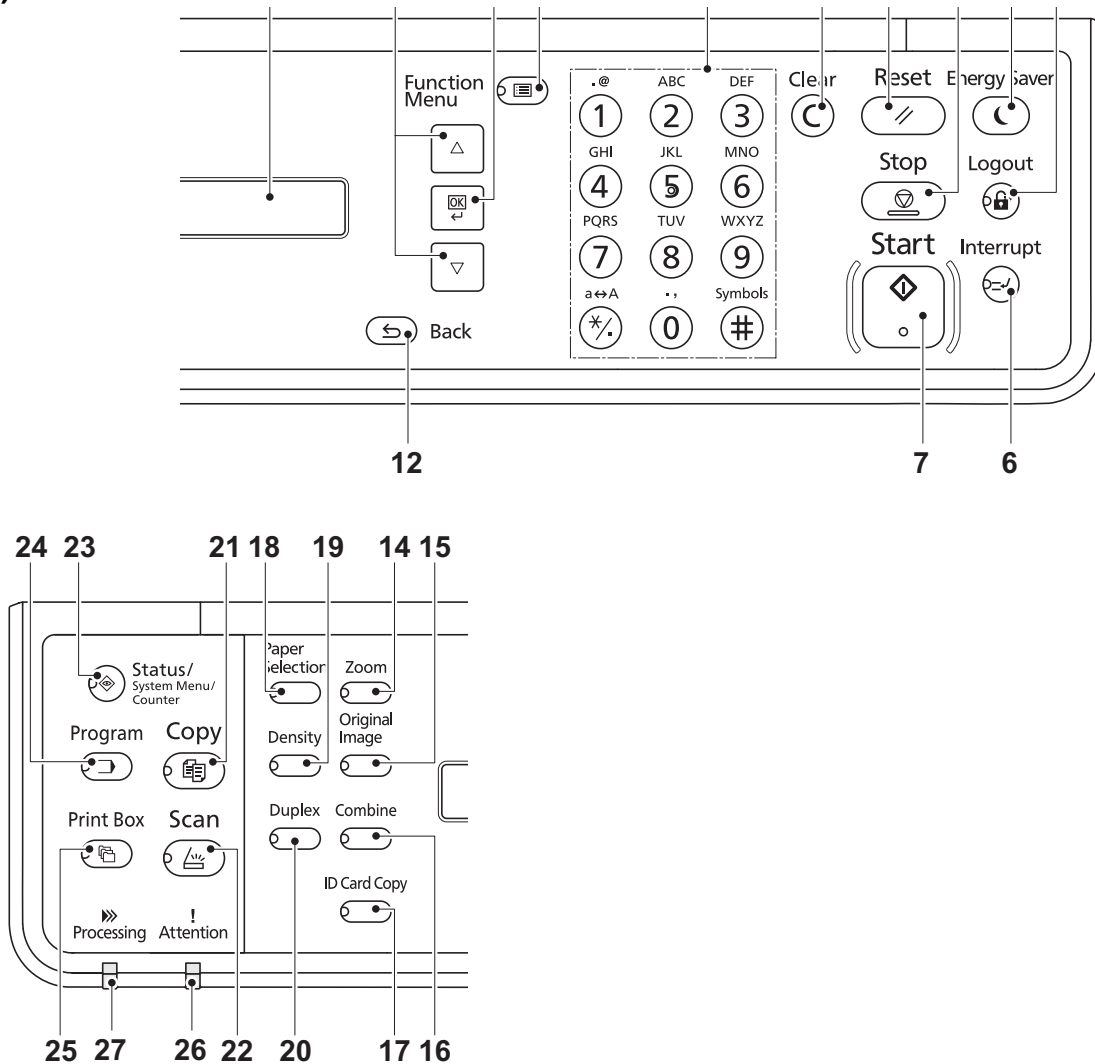 Function
Menu
.@ ABC DEF
1 2 3
Clear
C
Reset
Energy Saver
GHI JKL MNO
4 5 6
OK
Stop
Logout
PQRS TUV WXYZ
7 8 9
Start
Interrupt
a↔A ., Symbols
*/. 0 #
Back
12 7 6
24 23 21 18 19 14 15
Status/
System Menu/
Counter
Paper
Selection
Zoom
Program
Copy
Density
Original
Image
Print Box
Scan
Duplex
Combine
ID Card Copy
!
Processing
Attention
25 27 26 22 20 17 16